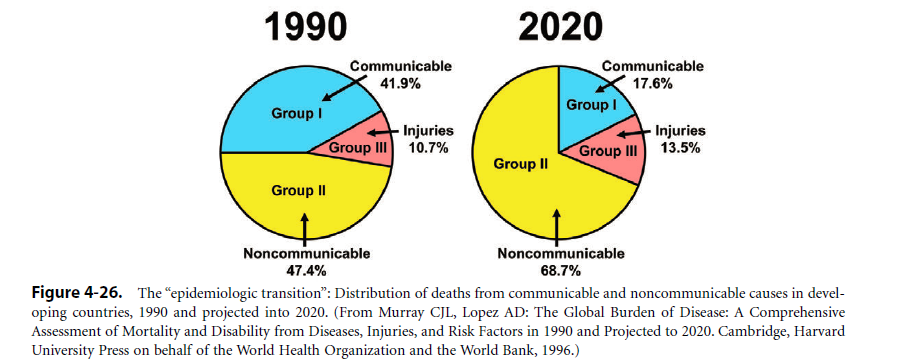 1990
Communicable
41.9%
Group I
Injuries
10.7%
Group III
Group II
Noncommunicable
47.4%
2020
Communicable
17.6%
Group I
Injuries
13.5%
Group III
Group II
Noncommunicable
68.7%
Figure 4-26. The “epidemiologic transition”: Distribution of deaths from communicable and noncommunicable causes in devel-
oping countries, 1990 and projected into 2020. (From Murray CJL, Lopez AD: The Global Burden of Disease: A Comprehensive
Assessment of Mortality and Disability from Diseases, Injuries, and Risk Factors in 1990 and Projected to 2020. Cambridge, Harvard
University Press on behalf of the World Health Organization and the World Bank, 1996.)